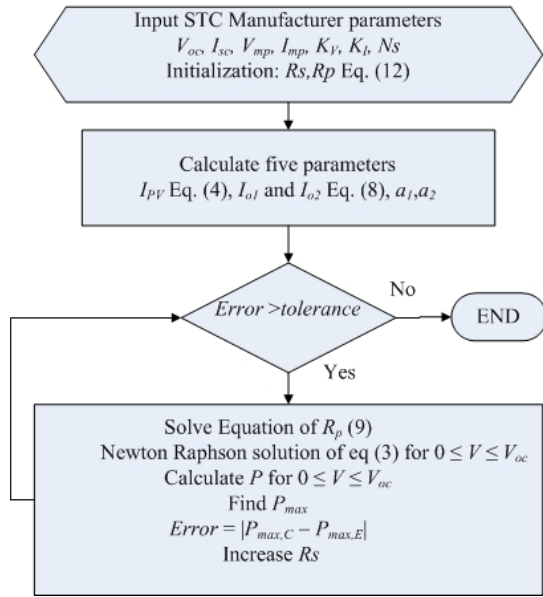 Input STC Manufacturer parameters
Voc, Isc, Vmp, Imp, KV, KI, Ns
Initialization: Rs,Rp Eq. (12)
Calculate five parameters
IPV Eq. (4), Io1 and Io2 Eq. (8), a1,a2
Error >tolerance
No
END
Yes
Solve Equation of Rp (9)
Newton Raphson solution of eq (3) for 0 ≤ V ≤ Voc
Calculate P for 0 ≤ V ≤ Voc
Find Pmax
Error = |Pmax,C – Pmax,E|
Increase Rs